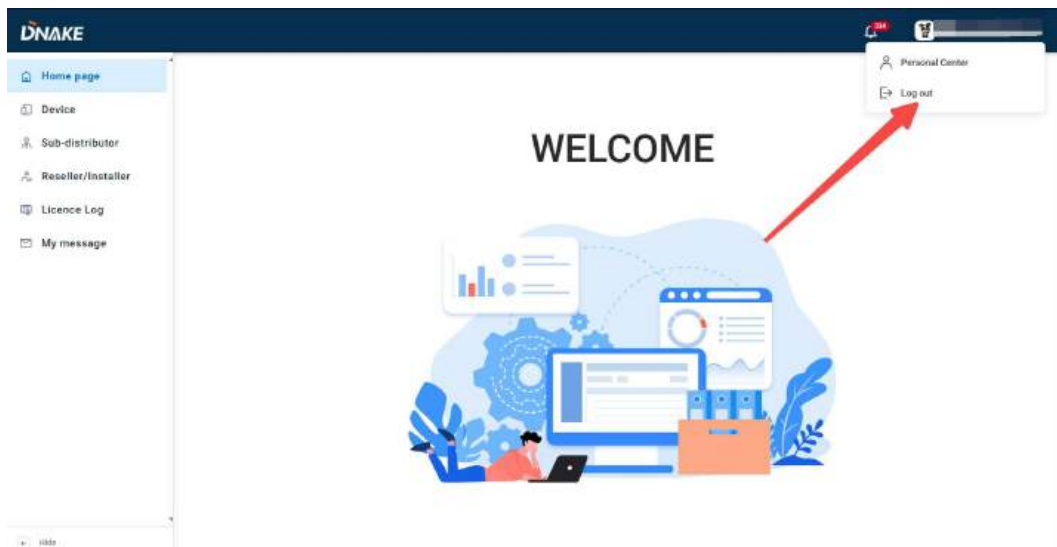 DNAKE
Personal Center
Log out
Home page
Device
Sub-distributor
Reseller/Installer
Licence Log
My message
WELCOME
Hide